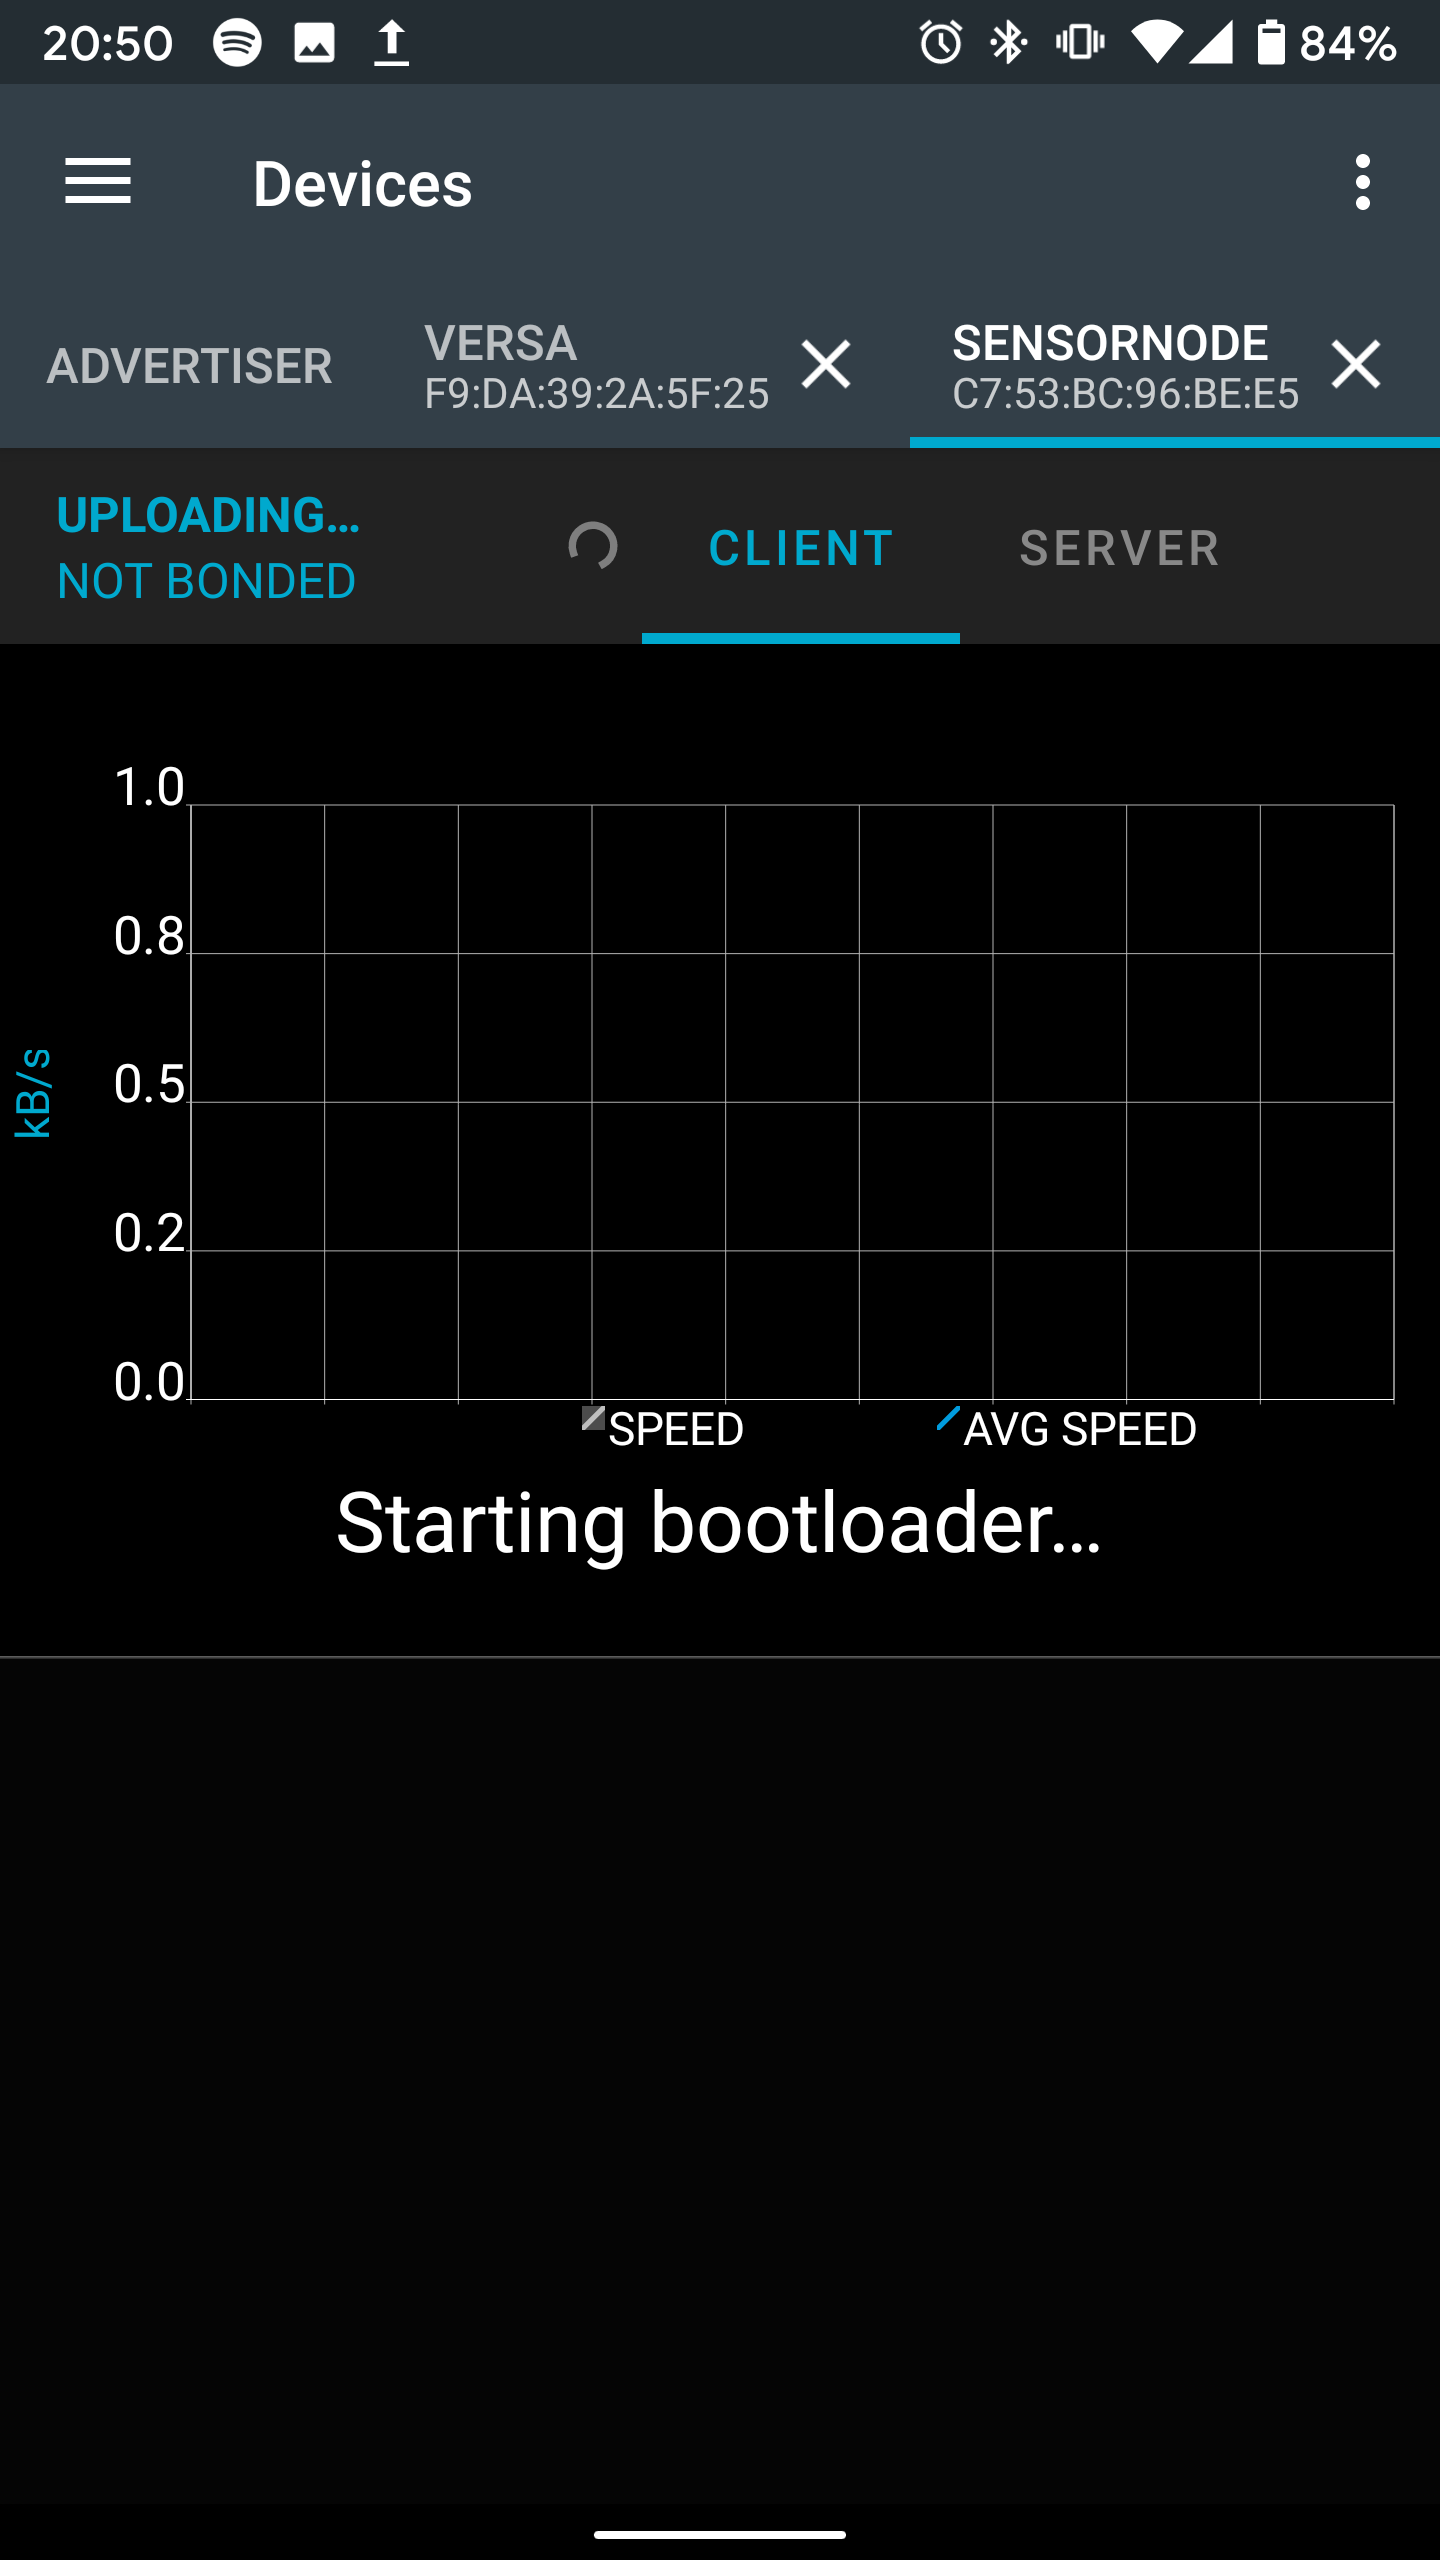 20:50
84%
Devices
ADVERTISER
VERSA
F9:DA:39:2A:5F:25
SENSORNODE
C7:53:BC:96:BE:E5
UPLOADING...
NOT BONDED
CLIENT
SERVER
1.0
0.8
0.5
0.2
0.0
kB/s
SPEED
AVG SPEED
Starting bootloader...